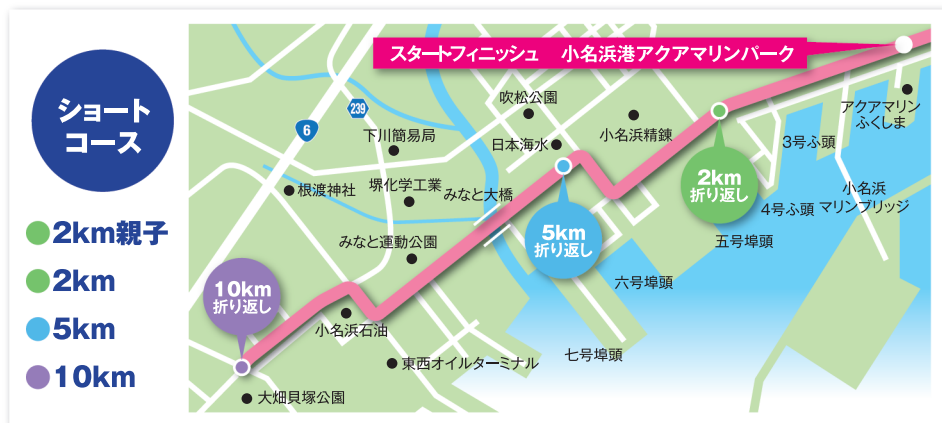 ショート
コース
2km親子
2km
5km
10km
スタートフィニッシュ 小名浜港アクアマリンパーク
239
6
吹松公園
下川簡易局
日本海水
小名浜精錬
アクアマリン
ふくしま
3号ふ頭
根渡神社
堺化学工業
みなと大橋
2km
折り返し
小名浜
マリンブリッジ
4号ふ頭
みなと運動公園
5km
折り返し
五号埠頭
六号埠頭
10km
折り返し
小名浜石油
七号埠頭
東西オイルターミナル
大畑貝塚公園